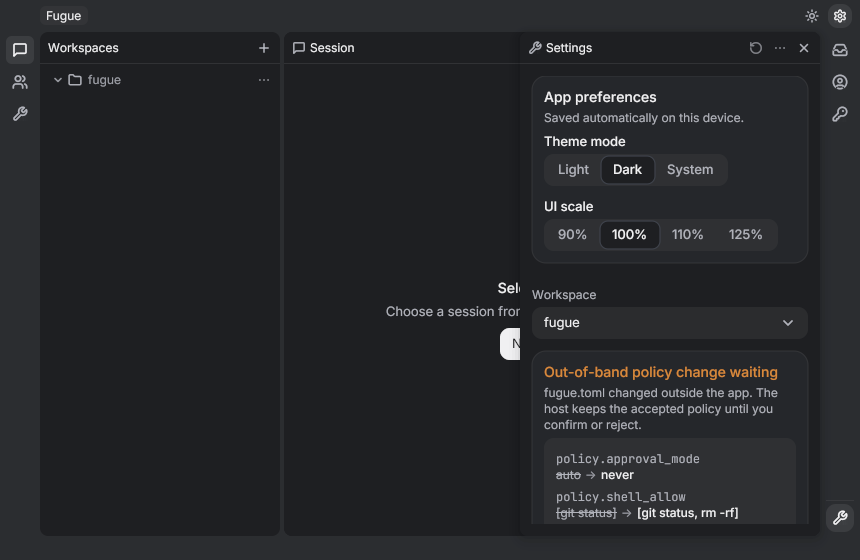 Fugue
Workspaces
fugue
Session
Choose a session from
Settings
App preferences
Saved automatically on this device.
Theme mode
Light Dark System
UI scale
90% 100% 110% 125%
Workspace
fugue
Out-of-band policy change waiting
fugue.toml changed outside the app. The
host keeps the accepted policy until you
confirm or reject.
policy.approval_mode
auto → never
policy.shell_allow
[git status] → [git status, rm -rf]